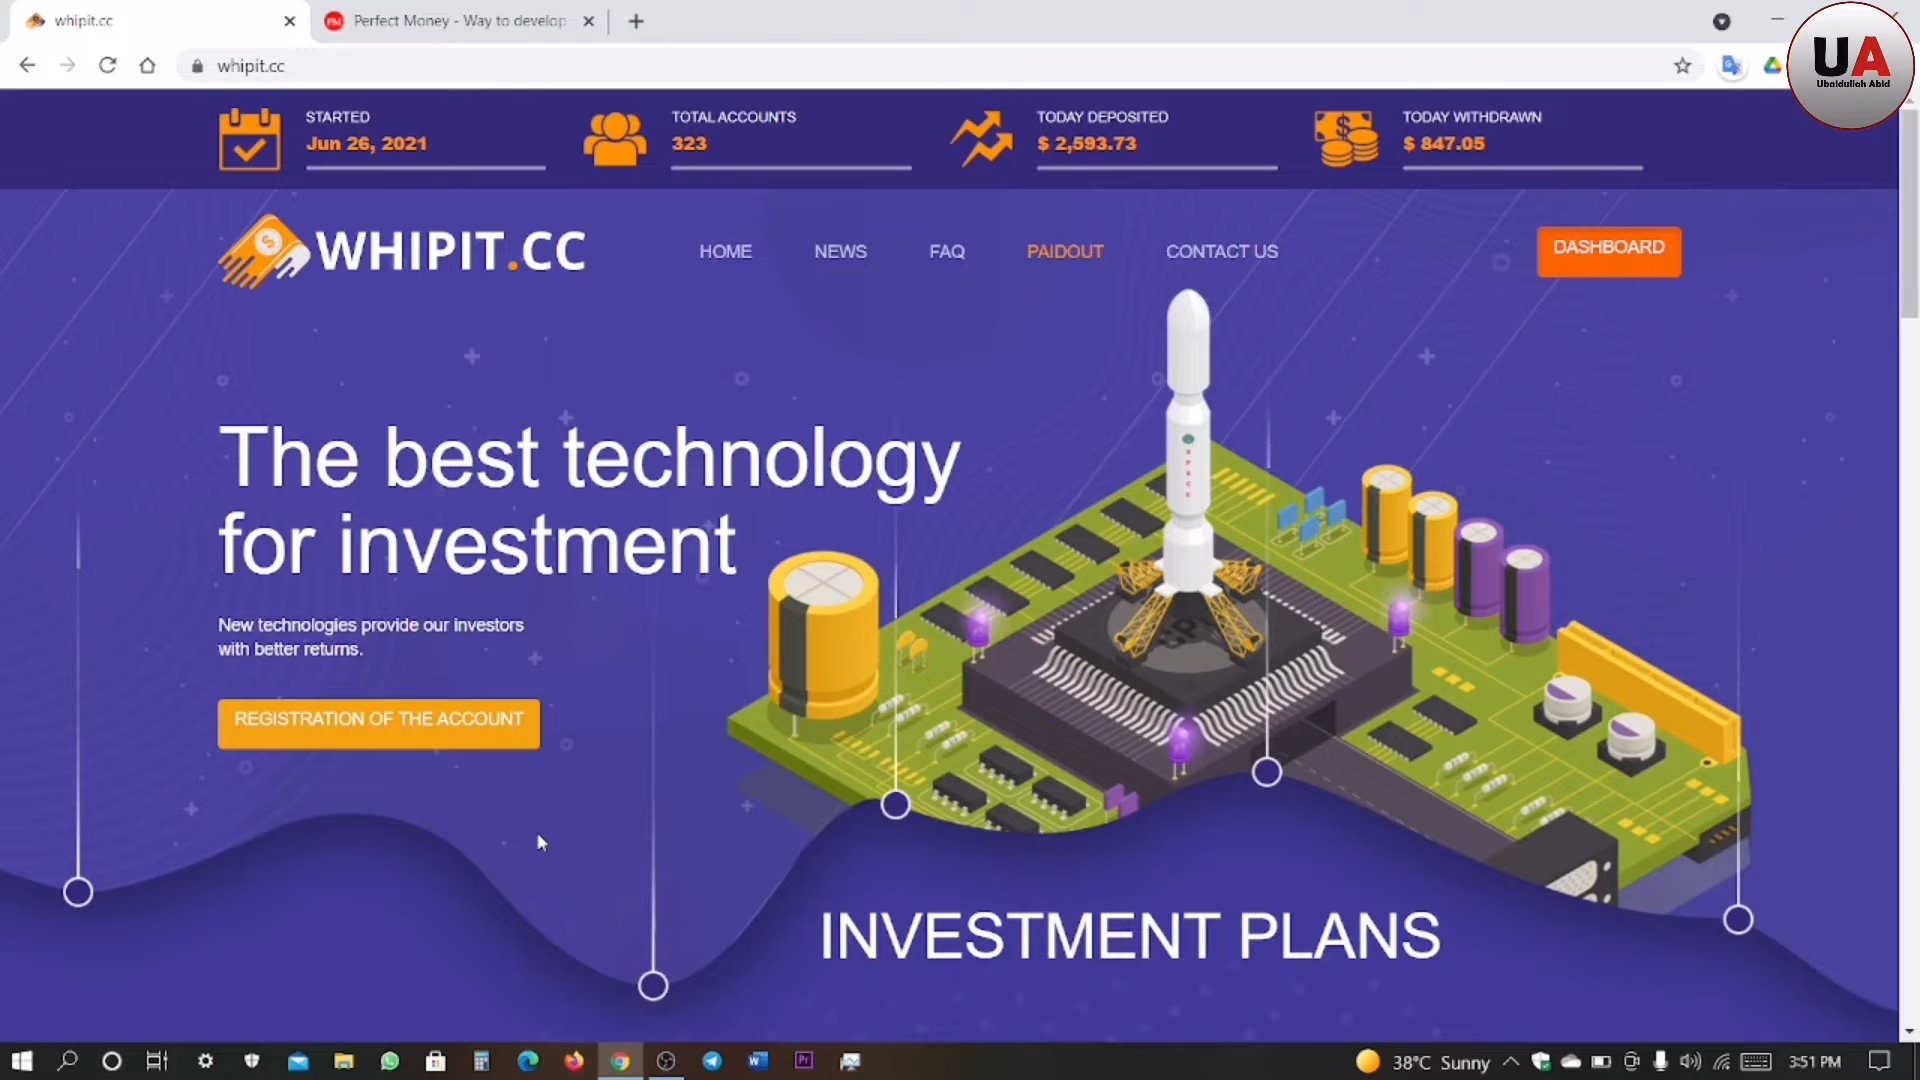 whipit.cc
Perfect Money - Way to develop
whipit.cc
UA
Ubaidullah Abid
STARTED
Jun 26, 2021
TOTAL ACCOUNTS
323
TODAY DEPOSITED
$ 2,593.73
TODAY WITHDRAWN
$ 847.05
WHIPIT.CC
HOME
NEWS
FAQ
PAIDOUT
CONTACT US
DASHBOARD
The best technology
for investment
New technologies provide our investors
with better returns.
REGISTRATION OF THE ACCOUNT
SPACE
INVESTMENT PLANS
38°C Sunny
3:51 PM